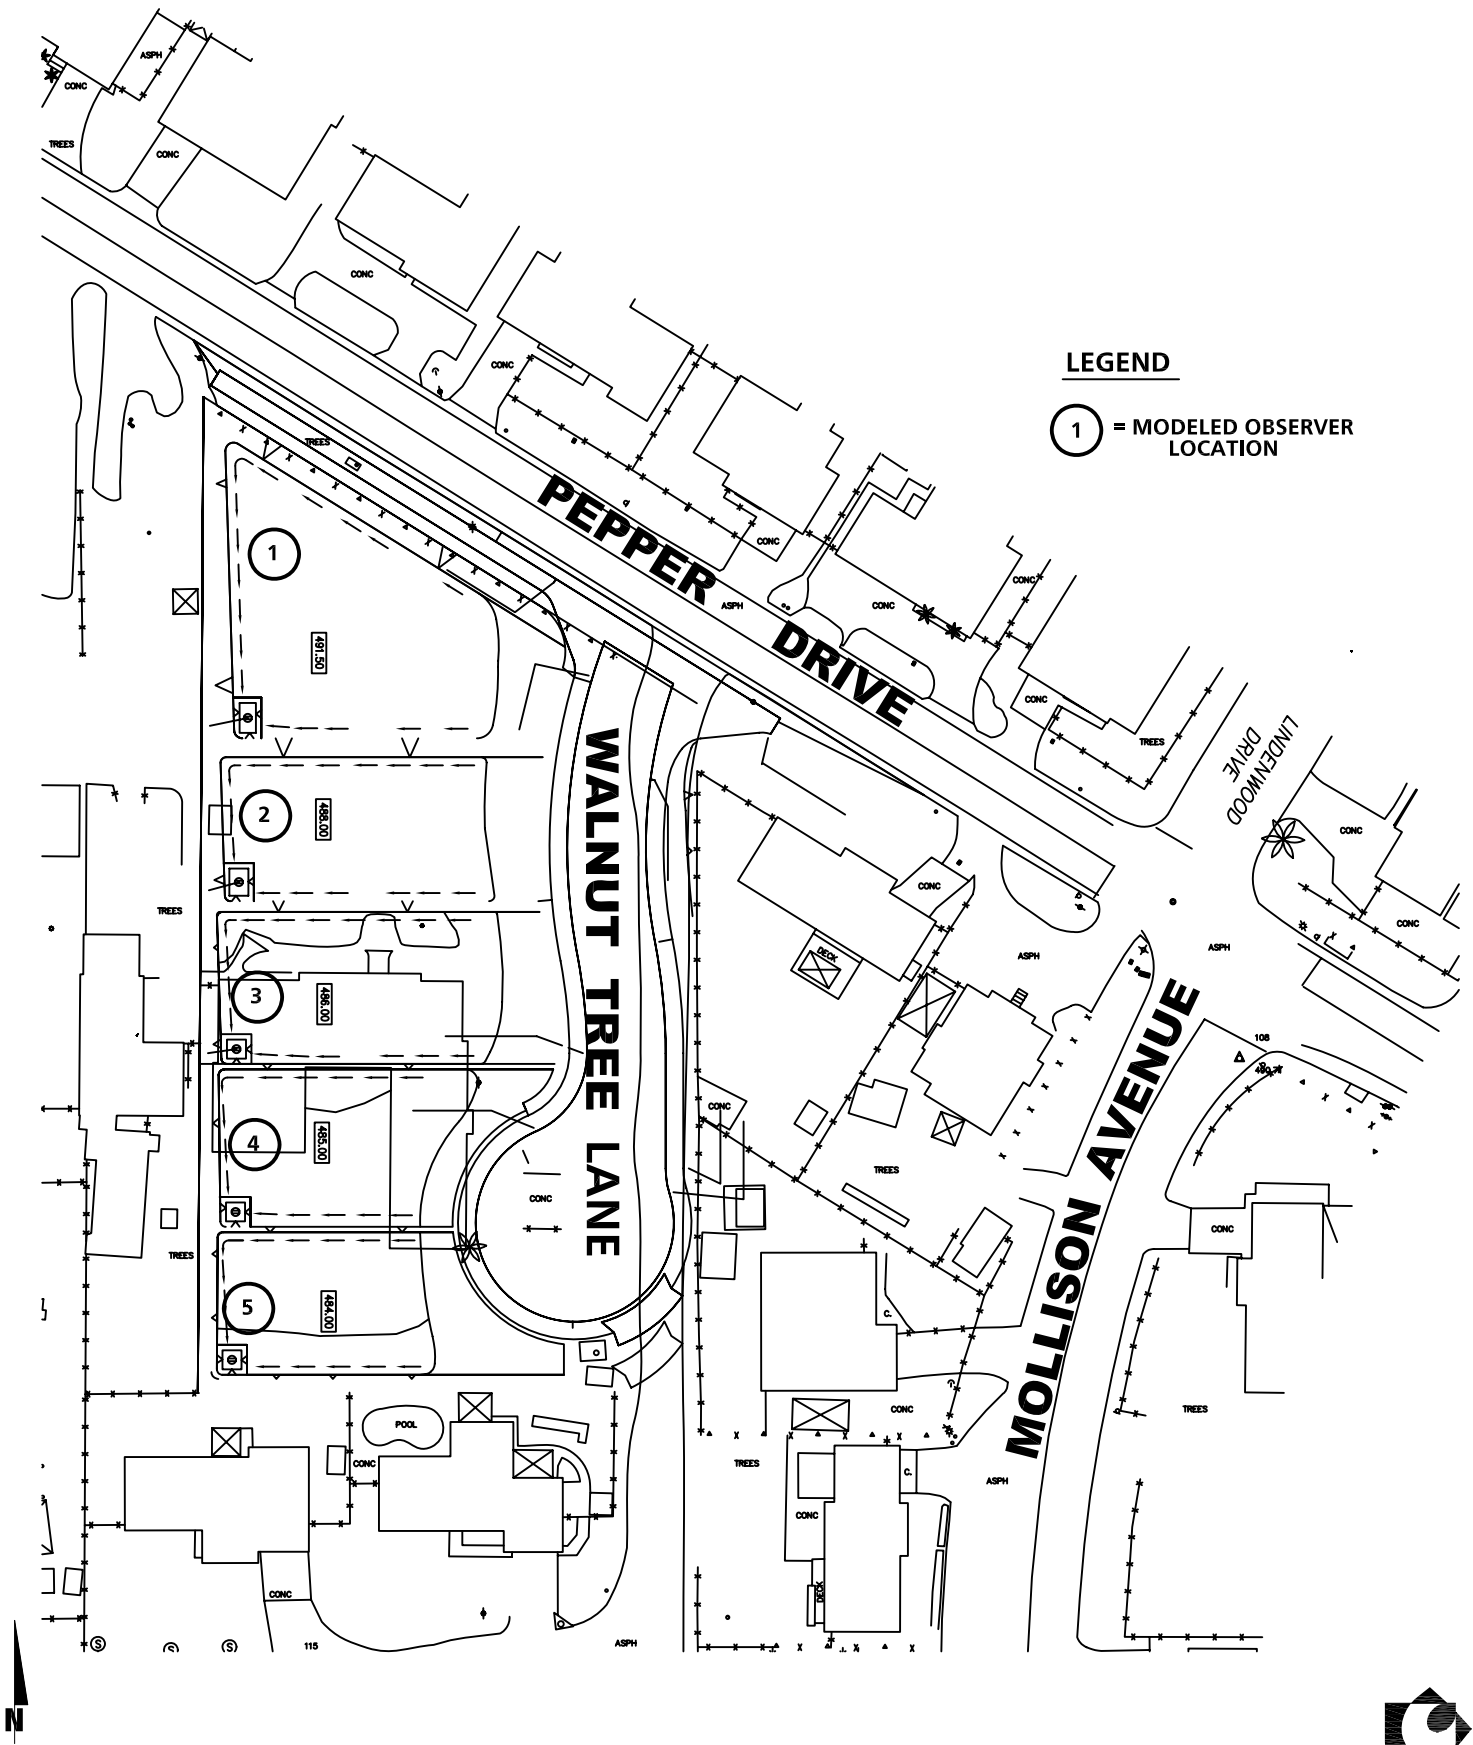 ASPH
CONC
TREES
CONC
CONC
CONC
LEGEND
1
= MODELED OBSERVER
LOCATION
TREES
PEPPER
DRIVE
CONC
ASPH
CONC
CONC
CONC
TREES
1
491.50
LINDENWOOD
DRIVE
WALNUT TREE LANE
2
488.00
CONC
CONC
CONC
TREES
DECK
ASPH
ASPH
3
486.00
MOLLISON AVENUE
108
CONC
4
485.00
TREES
CONC
CONC
TREES
5
484.00
C.
POOL
CONC
TREES
CONC
TREES
C.
ASPH
CONC
DECK
CONC
S
S
115
ASPH
N